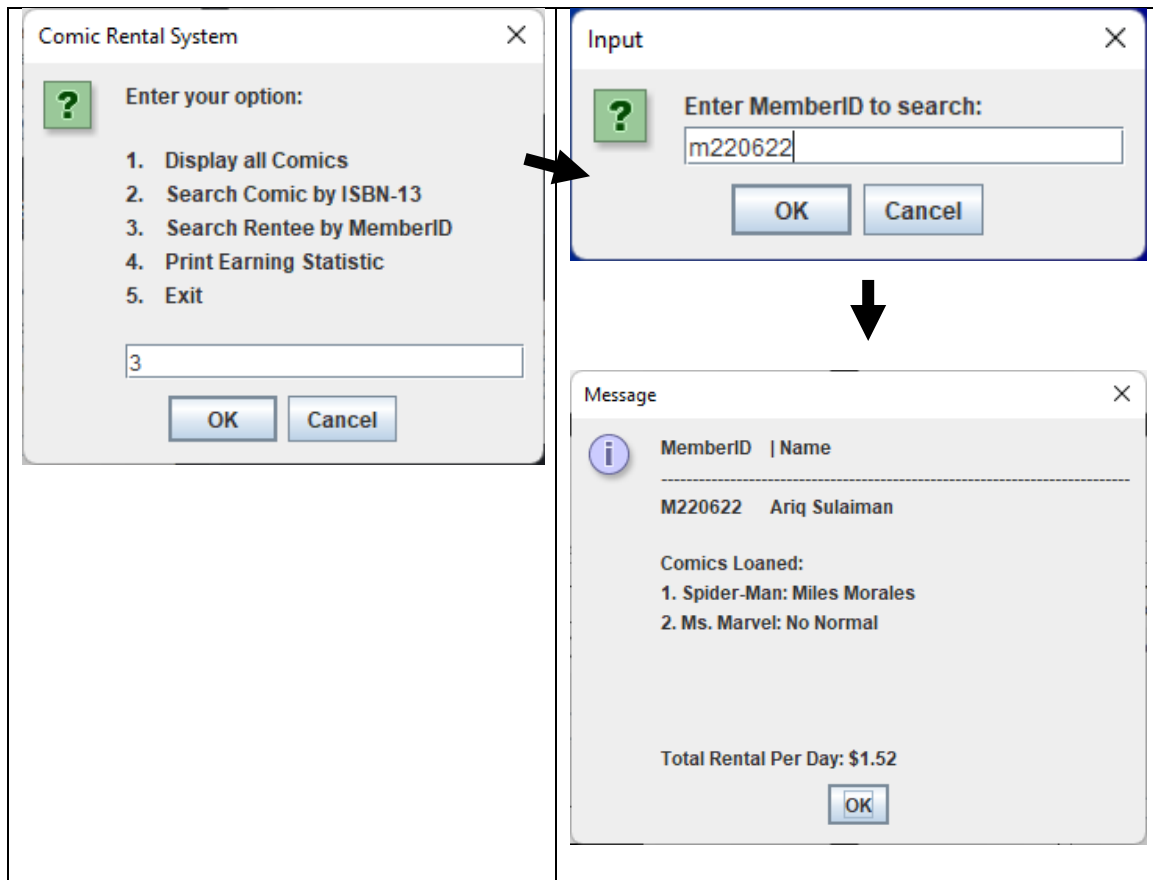 Comic Rental System
Enter your option:
1. Display all Comics
2. Search Comic by ISBN-13
3. Search Rentee by MemberID
4. Print Earning Statistic
5. Exit
3
OK Cancel
Input
Enter MemberID to search:
m220622
OK Cancel
Message
MemberID | Name
--------------------------------------------------------------------------------
M220622 Ariq Sulaiman
Comics Loaned:
1. Spider-Man: Miles Morales
2. Ms. Marvel: No Normal
Total Rental Per Day: $1.52
OK